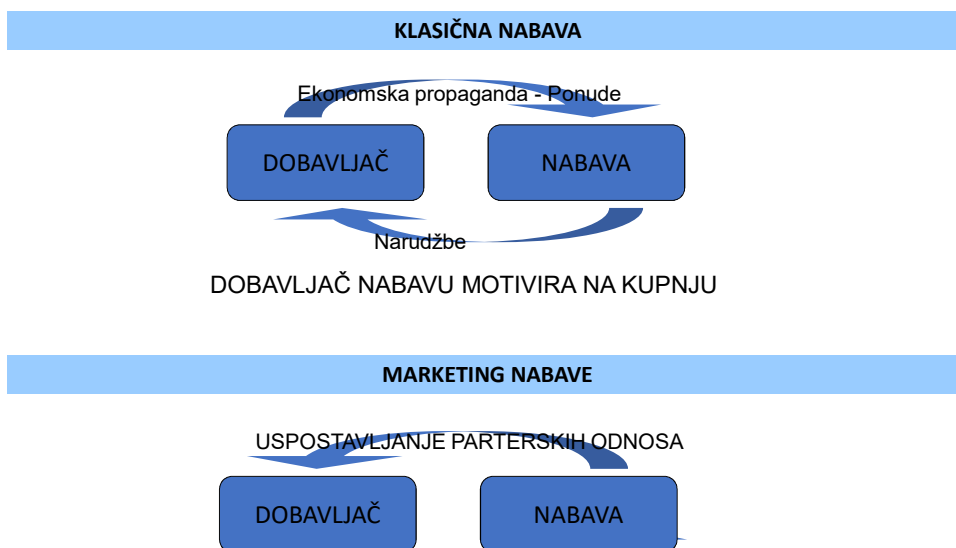 KLASIČNA NABAVA
Ekonomska propaganda - Ponude
DOBAVLJAČ NABAVA
Narudžbe
DOBAVLJAČ NABAVU MOTIVIRA NA KUPNJU
MARKETING NABAVE
USPOSTAVLJANJE PARTERSKIH ODNOSA
DOBAVLJAČ NABAVA